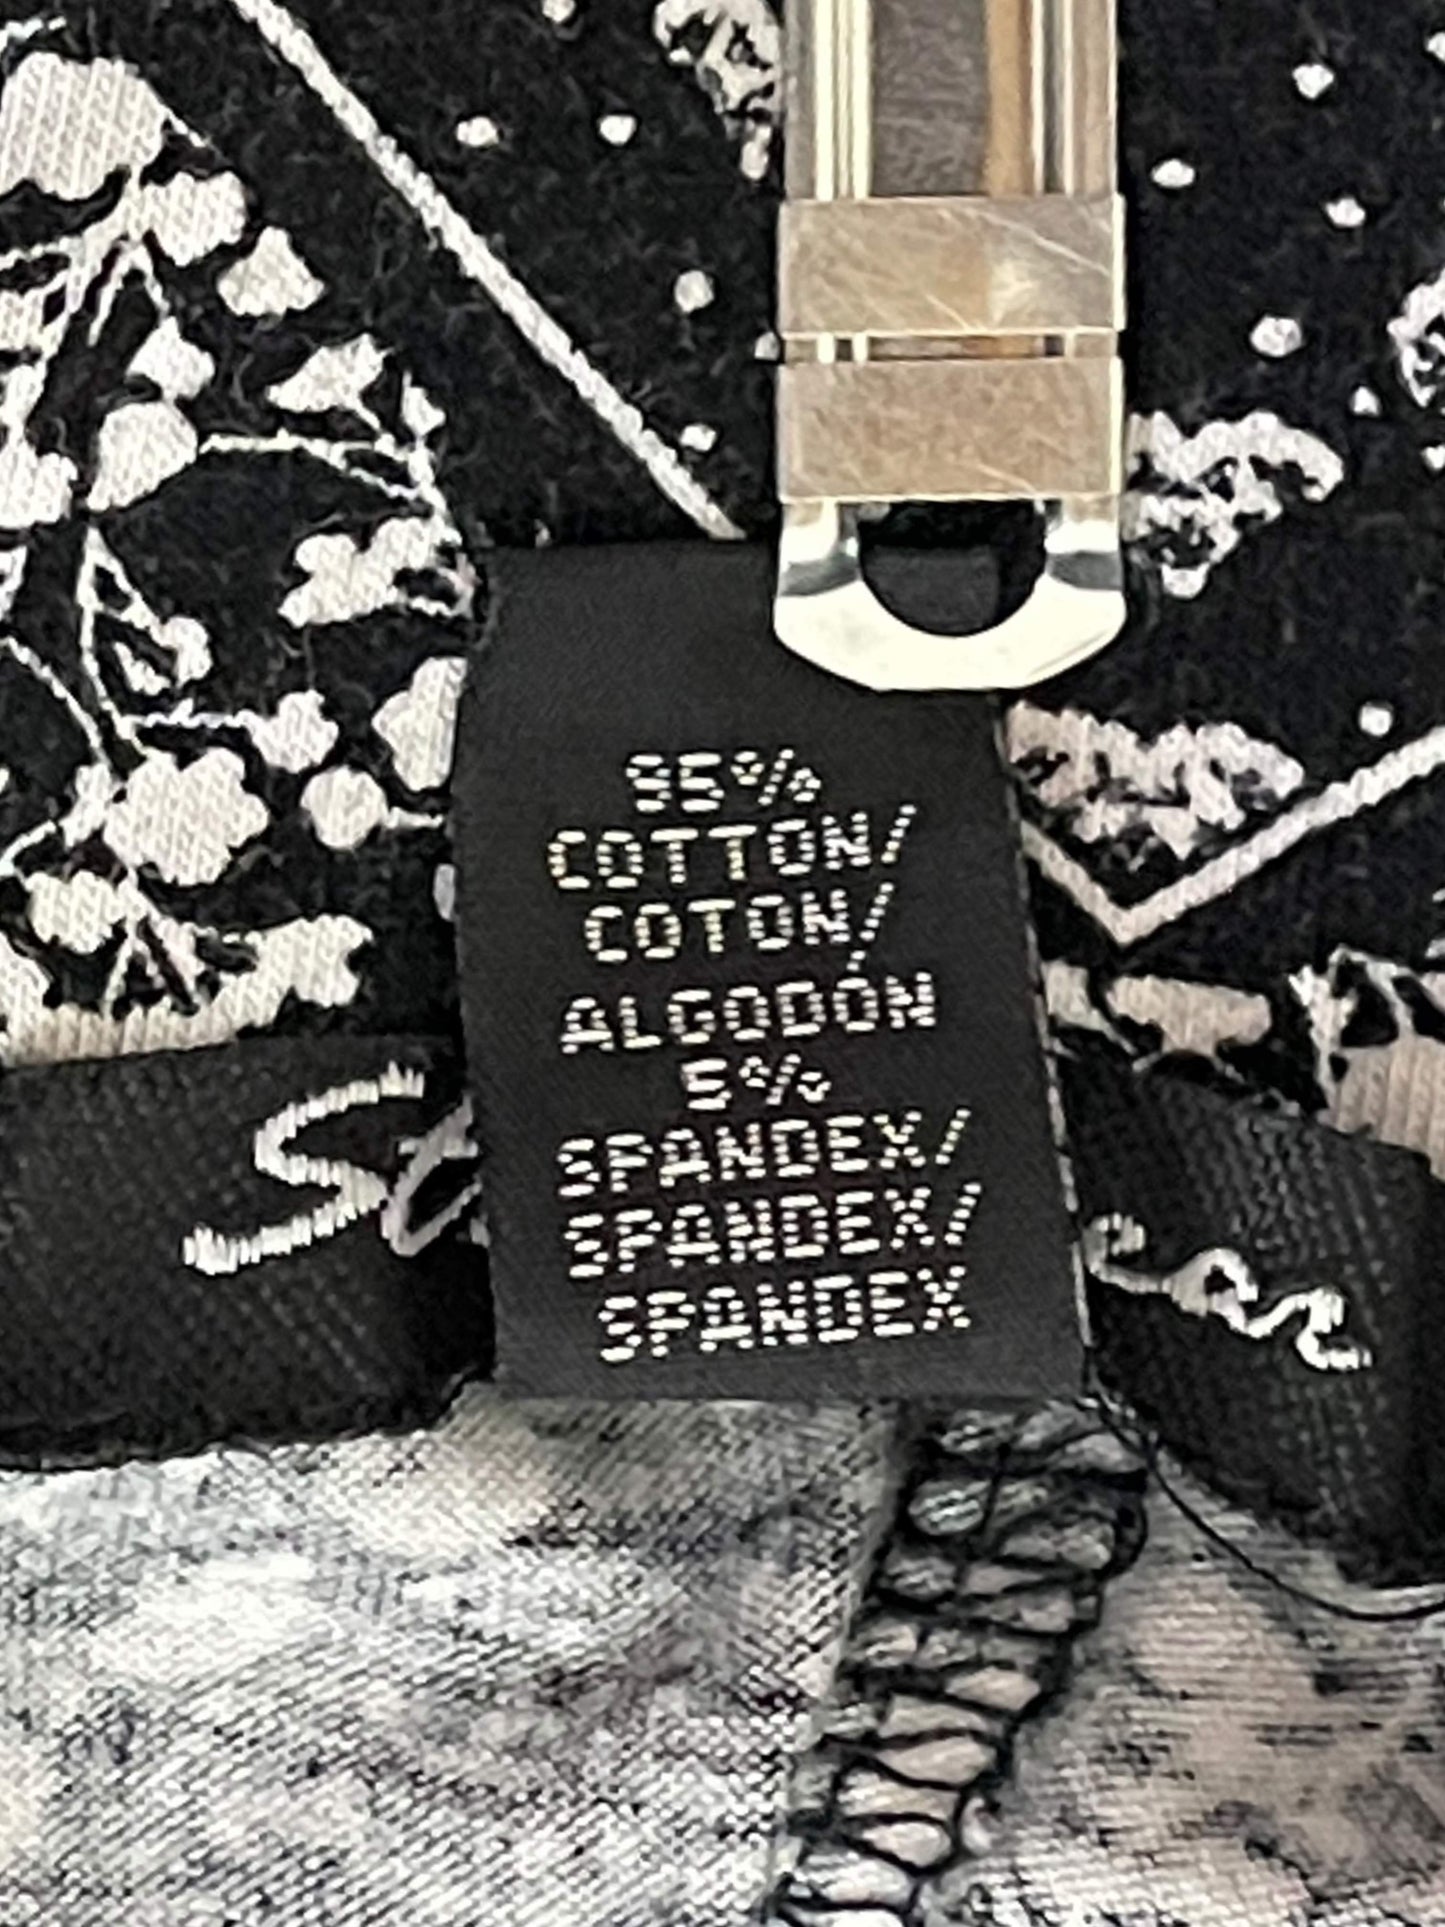 95%
COTTON/
COTON/
ALGODÓN
5%
SPANDEX/
SPANDEX/
SPANDEX